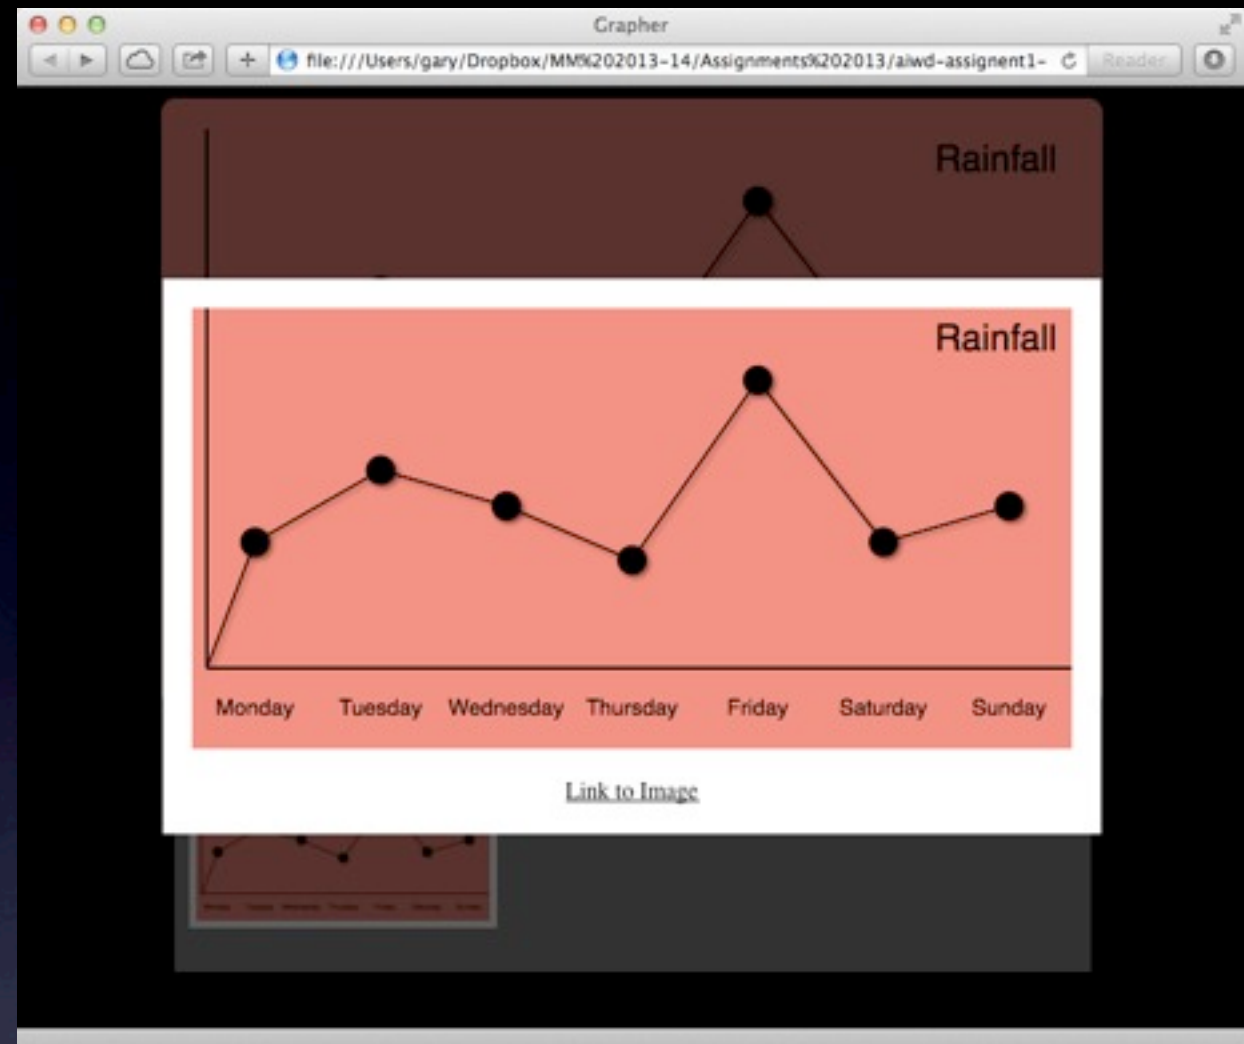 Grapher
file:///Users/gary/Dropbox/MM%202013-14/Assignments%202013/aiwd-assignent1-
Reader
Rainfall
Rainfall
Monday Tuesday Wednesday Thursday Friday Saturday Sunday
Link to Image